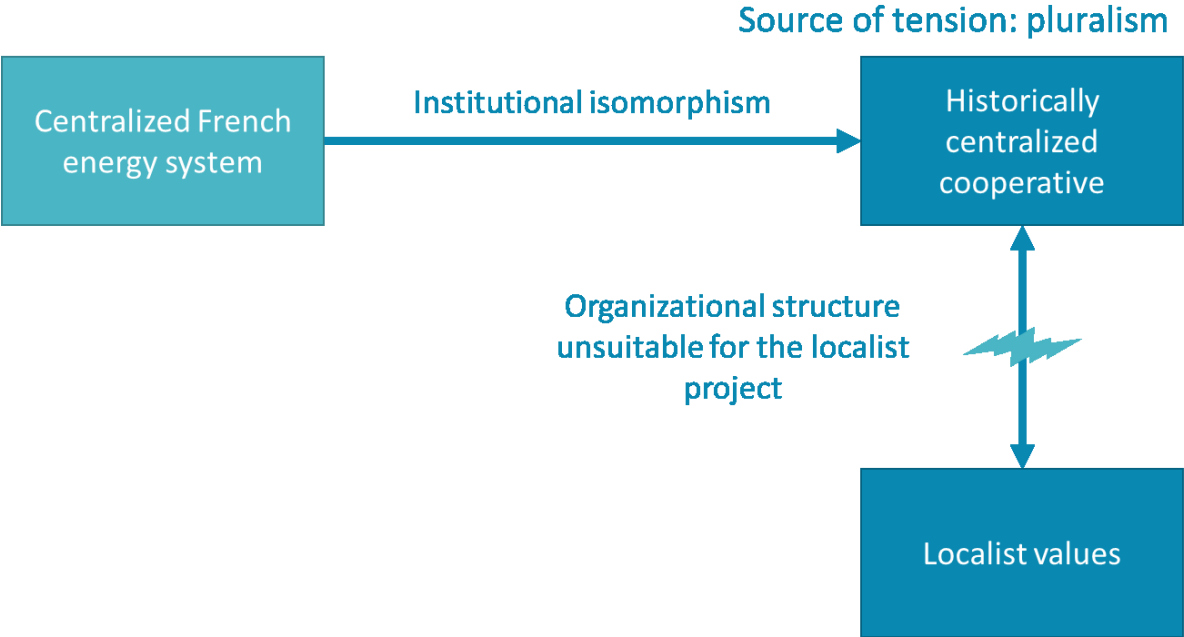 Source of tension: pluralism
Centralized French
energy system
Institutional isomorphism
Historically
centralized
cooperative
Organizational structure
unsuitable for the localist
project
Localist values